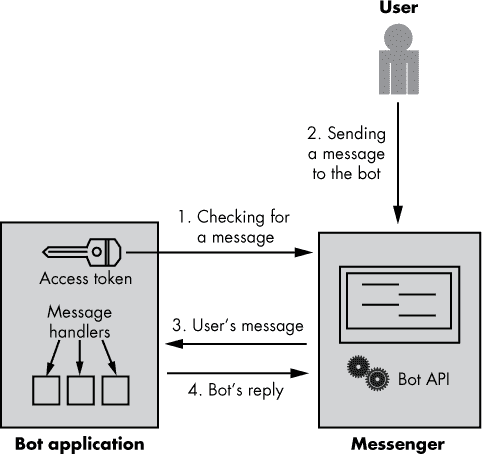 User
2. Sending
a message
to the bot
1. Checking for
a message
Access token
Message
handlers
3. User's message
4. Bot's reply
Bot API
Bot application
Messenger